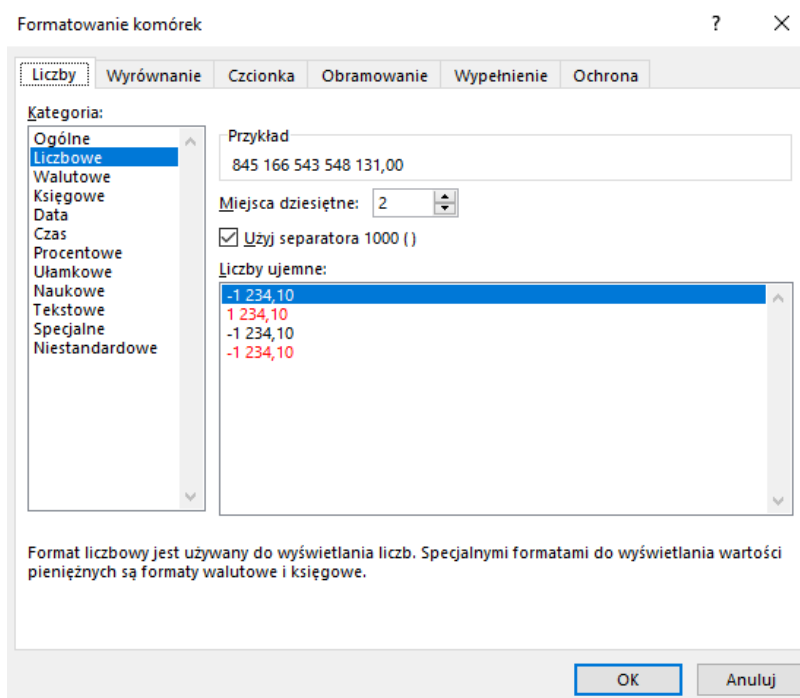 Formatowanie komórek
? ×
Liczby Wyrównanie Czcionka Obramowanie Wypełnienie Ochrona
Kategoria:
Ogólne
Liczbowe
Walutowe
Księgowe
Data
Czas
Procentowe
Ułamkowe
Naukowe
Tekstowe
Specjalne
Niestandardowe
Przykład
845 166 543 548 131,00
Miejsca dziesiętne: 2
Użyj separatora 1000 ( )
Liczby ujemne:
-1 234,10
1 234,10
-1 234,10
-1 234,10
Format liczbowy jest używany do wyświetlania liczb. Specjalnymi formatami do wyświetlania wartości
pieniężnych są formaty walutowe i księgowe.
OK Anuluj